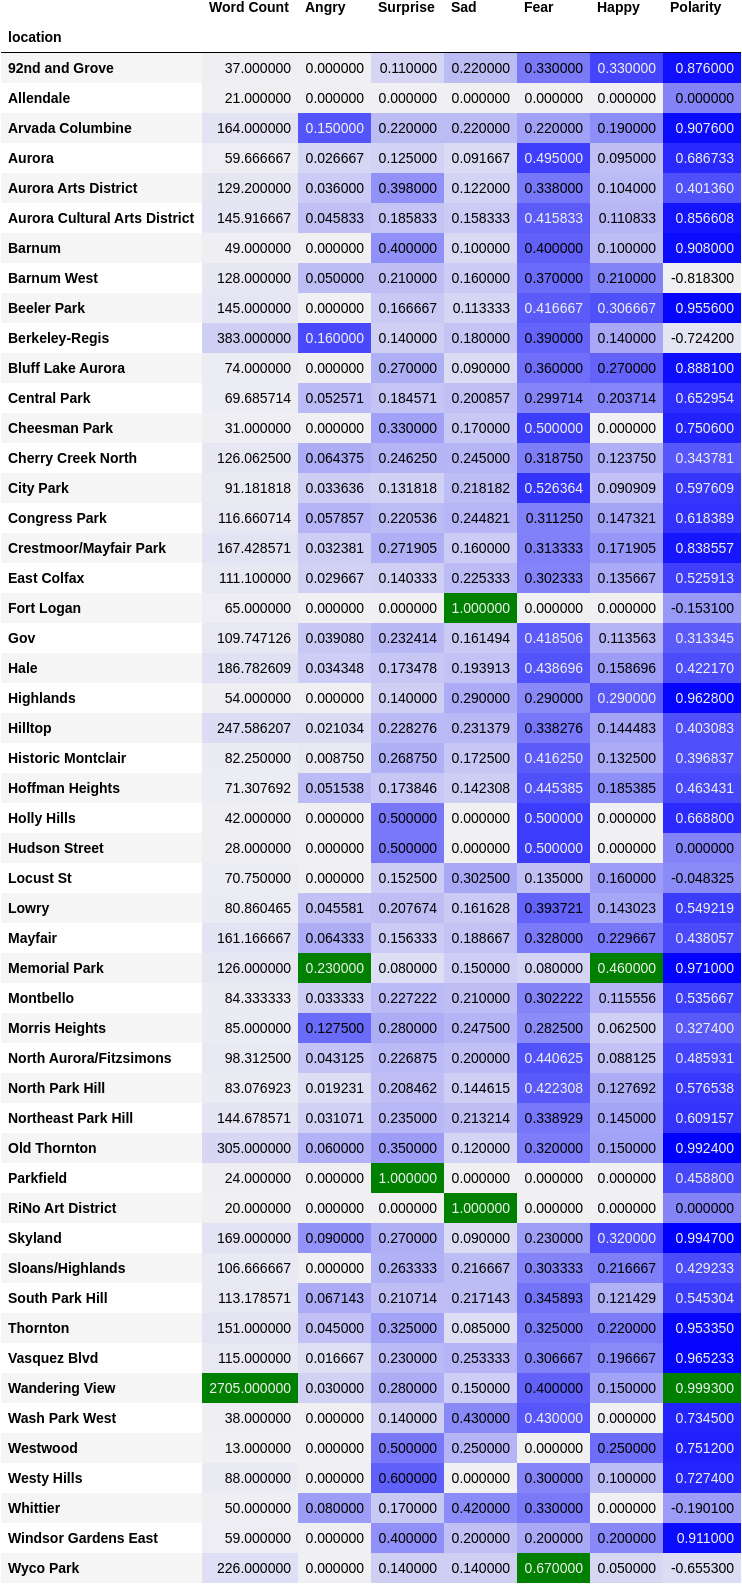 Word Count Angry Surprise Sad Fear Happy Polarity
location
92nd and Grove 37.000000 0.000000 0.110000 0.220000 0.330000 0.330000 0.876000
Allendale 21.000000 0.000000 0.000000 0.000000 0.000000 0.000000 0.000000
Arvada Columbine 164.000000 0.150000 0.220000 0.220000 0.220000 0.190000 0.907600
Aurora 59.666667 0.026667 0.125000 0.091667 0.495000 0.095000 0.686733
Aurora Arts District 129.200000 0.036000 0.398000 0.122000 0.338000 0.104000 0.401360
Aurora Cultural Arts District 145.916667 0.045833 0.185833 0.158333 0.415833 0.110833 0.856608
Barnum 49.000000 0.000000 0.400000 0.100000 0.400000 0.100000 0.908000
Barnum West 128.000000 0.050000 0.210000 0.160000 0.370000 0.210000 -0.818300
Beeler Park 145.000000 0.000000 0.166667 0.113333 0.416667 0.306667 0.955600
Berkeley-Regis 383.000000 0.160000 0.140000 0.180000 0.390000 0.140000 -0.724200
Bluff Lake Aurora 74.000000 0.000000 0.270000 0.090000 0.360000 0.270000 0.888100
Central Park 69.685714 0.052571 0.184571 0.200857 0.299714 0.203714 0.652954
Cheesman Park 31.000000 0.000000 0.330000 0.170000 0.500000 0.000000 0.750600
Cherry Creek North 126.062500 0.064375 0.246250 0.245000 0.318750 0.123750 0.343781
City Park 91.181818 0.033636 0.131818 0.218182 0.526364 0.090909 0.597609
Congress Park 116.660714 0.057857 0.220536 0.244821 0.311250 0.147321 0.618389
Crestmoor/Mayfair Park 167.428571 0.032381 0.271905 0.160000 0.313333 0.171905 0.838557
East Colfax 111.100000 0.029667 0.140333 0.225333 0.302333 0.135667 0.525913
Fort Logan 65.000000 0.000000 0.000000 1.000000 0.000000 0.000000 -0.153100
Gov 109.747126 0.039080 0.232414 0.161494 0.418506 0.113563 0.313345
Hale 186.782609 0.034348 0.173478 0.193913 0.438696 0.158696 0.422170
Highlands 54.000000 0.000000 0.140000 0.290000 0.290000 0.290000 0.962800
Hilltop 247.586207 0.021034 0.228276 0.231379 0.338276 0.144483 0.403083
Historic Montclair 82.250000 0.008750 0.268750 0.172500 0.416250 0.132500 0.396837
Hoffman Heights 71.307692 0.051538 0.173846 0.142308 0.445385 0.185385 0.463431
Holly Hills 42.000000 0.000000 0.500000 0.000000 0.500000 0.000000 0.668800
Hudson Street 28.000000 0.000000 0.500000 0.000000 0.500000 0.000000 0.000000
Locust St 70.750000 0.000000 0.152500 0.302500 0.135000 0.160000 -0.048325
Lowry 80.860465 0.045581 0.207674 0.161628 0.393721 0.143023 0.549219
Mayfair 161.166667 0.064333 0.156333 0.188667 0.328000 0.229667 0.438057
Memorial Park 126.000000 0.230000 0.080000 0.150000 0.080000 0.460000 0.971000
Montbello 84.333333 0.033333 0.227222 0.210000 0.302222 0.115556 0.535667
Morris Heights 85.000000 0.127500 0.280000 0.247500 0.282500 0.062500 0.327400
North Aurora/Fitzsimons 98.312500 0.043125 0.226875 0.200000 0.440625 0.088125 0.485931
North Park Hill 83.076923 0.019231 0.208462 0.144615 0.422308 0.127692 0.576538
Northeast Park Hill 144.678571 0.031071 0.235000 0.213214 0.338929 0.145000 0.609157
Old Thornton 305.000000 0.060000 0.350000 0.120000 0.320000 0.150000 0.992400
Parkfield 24.000000 0.000000 1.000000 0.000000 0.000000 0.000000 0.458800
RiNo Art District 20.000000 0.000000 0.000000 1.000000 0.000000 0.000000 0.000000
Skyland 169.000000 0.090000 0.270000 0.090000 0.230000 0.320000 0.994700
Sloans/Highlands 106.666667 0.000000 0.263333 0.216667 0.303333 0.216667 0.429233
South Park Hill 113.178571 0.067143 0.210714 0.217143 0.345893 0.121429 0.545304
Thornton 151.000000 0.045000 0.325000 0.085000 0.325000 0.220000 0.953350
Vasquez Blvd 115.000000 0.016667 0.230000 0.253333 0.306667 0.196667 0.965233
Wandering View 2705.000000 0.030000 0.280000 0.150000 0.400000 0.150000 0.999300
Wash Park West 38.000000 0.000000 0.140000 0.430000 0.430000 0.000000 0.734500
Westwood 13.000000 0.000000 0.500000 0.250000 0.000000 0.250000 0.751200
Westy Hills 88.000000 0.000000 0.600000 0.000000 0.300000 0.100000 0.727400
Whittier 50.000000 0.080000 0.170000 0.420000 0.330000 0.000000 -0.190100
Windsor Gardens East 59.000000 0.000000 0.400000 0.200000 0.200000 0.200000 0.911000
Wyco Park 226.000000 0.000000 0.140000 0.140000 0.670000 0.050000 -0.655300